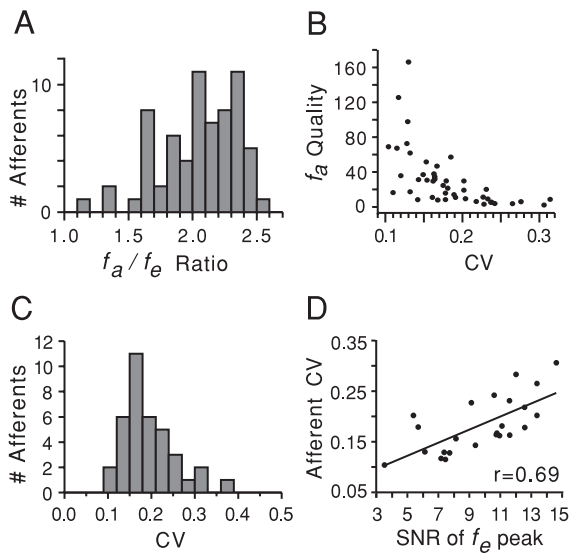 A
10
0
# Afferents
1.0 1.5 2.0 2.5
fa / fe Ratio
B
160
120
80
40
0
fa Quality
0.1 0.2 0.3
CV
C
12
10
8
6
4
2
0
# Afferents
0.0 0.1 0.2 0.3 0.4 0.5
CV
D
0.35
0.25
0.15
0.05
Afferent CV
r=0.69
3 5 7 9 11 13 15
SNR of fe peak